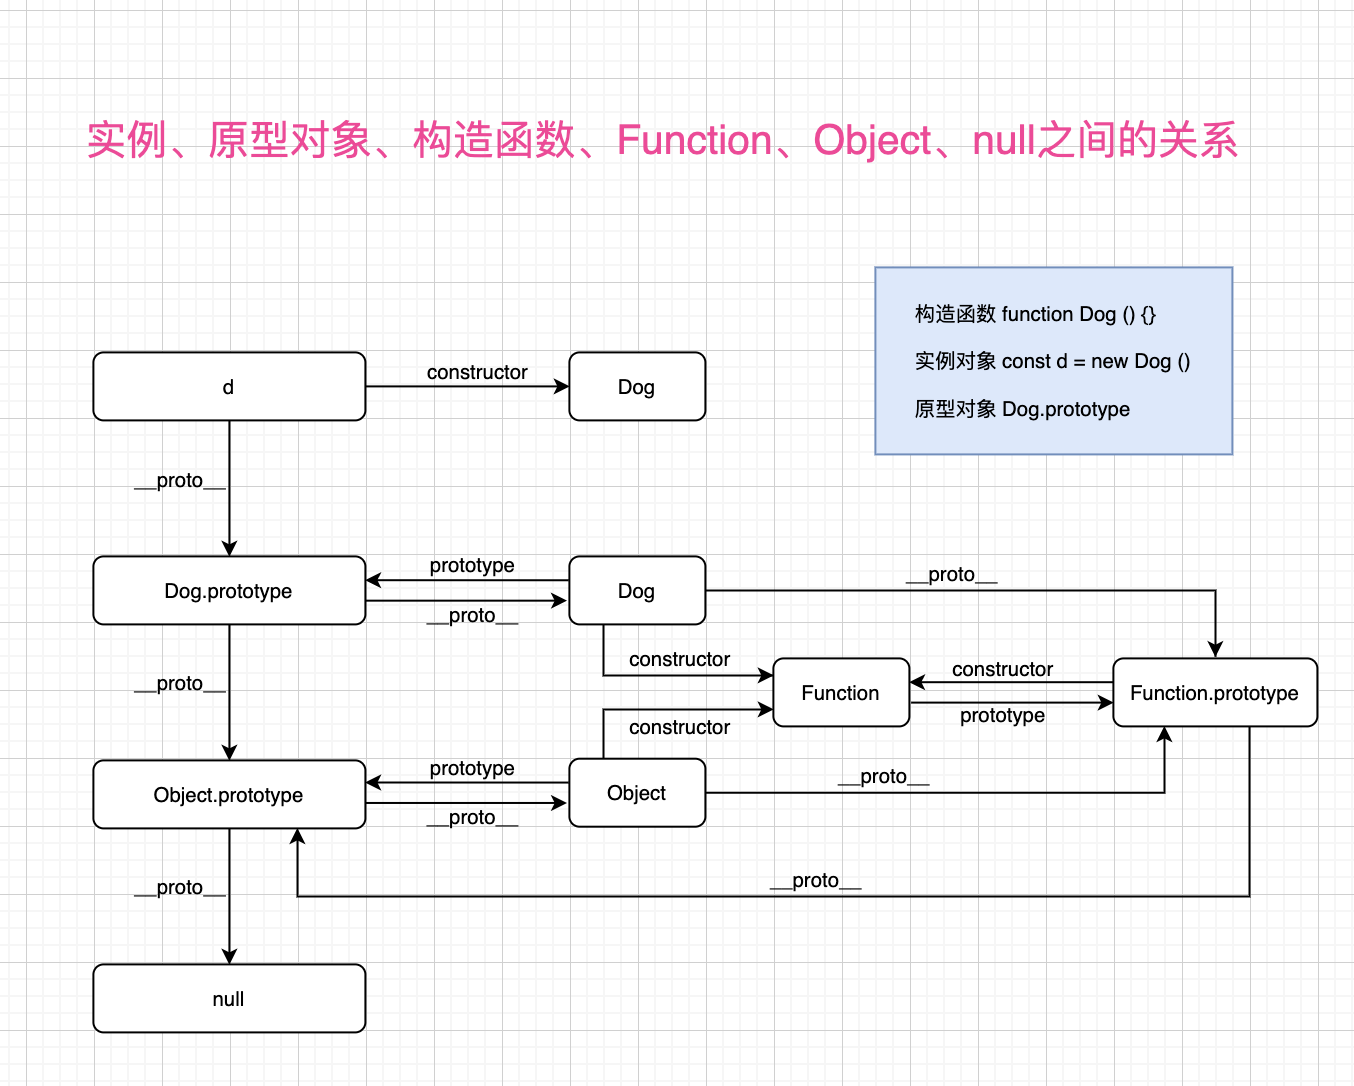 实例、原型对象、构造函数、Function、Object、null之间的关系
构造函数 function Dog () {}
实例对象 const d = new Dog ()
原型对象 Dog.prototype
d
constructor
Dog
__proto__
Dog.prototype
prototype
__proto__
Dog
__proto__
constructor
__proto__
Function
constructor
prototype
Function.prototype
constructor
Object.prototype
prototype
__proto__
Object
__proto__
__proto__
__proto__
null